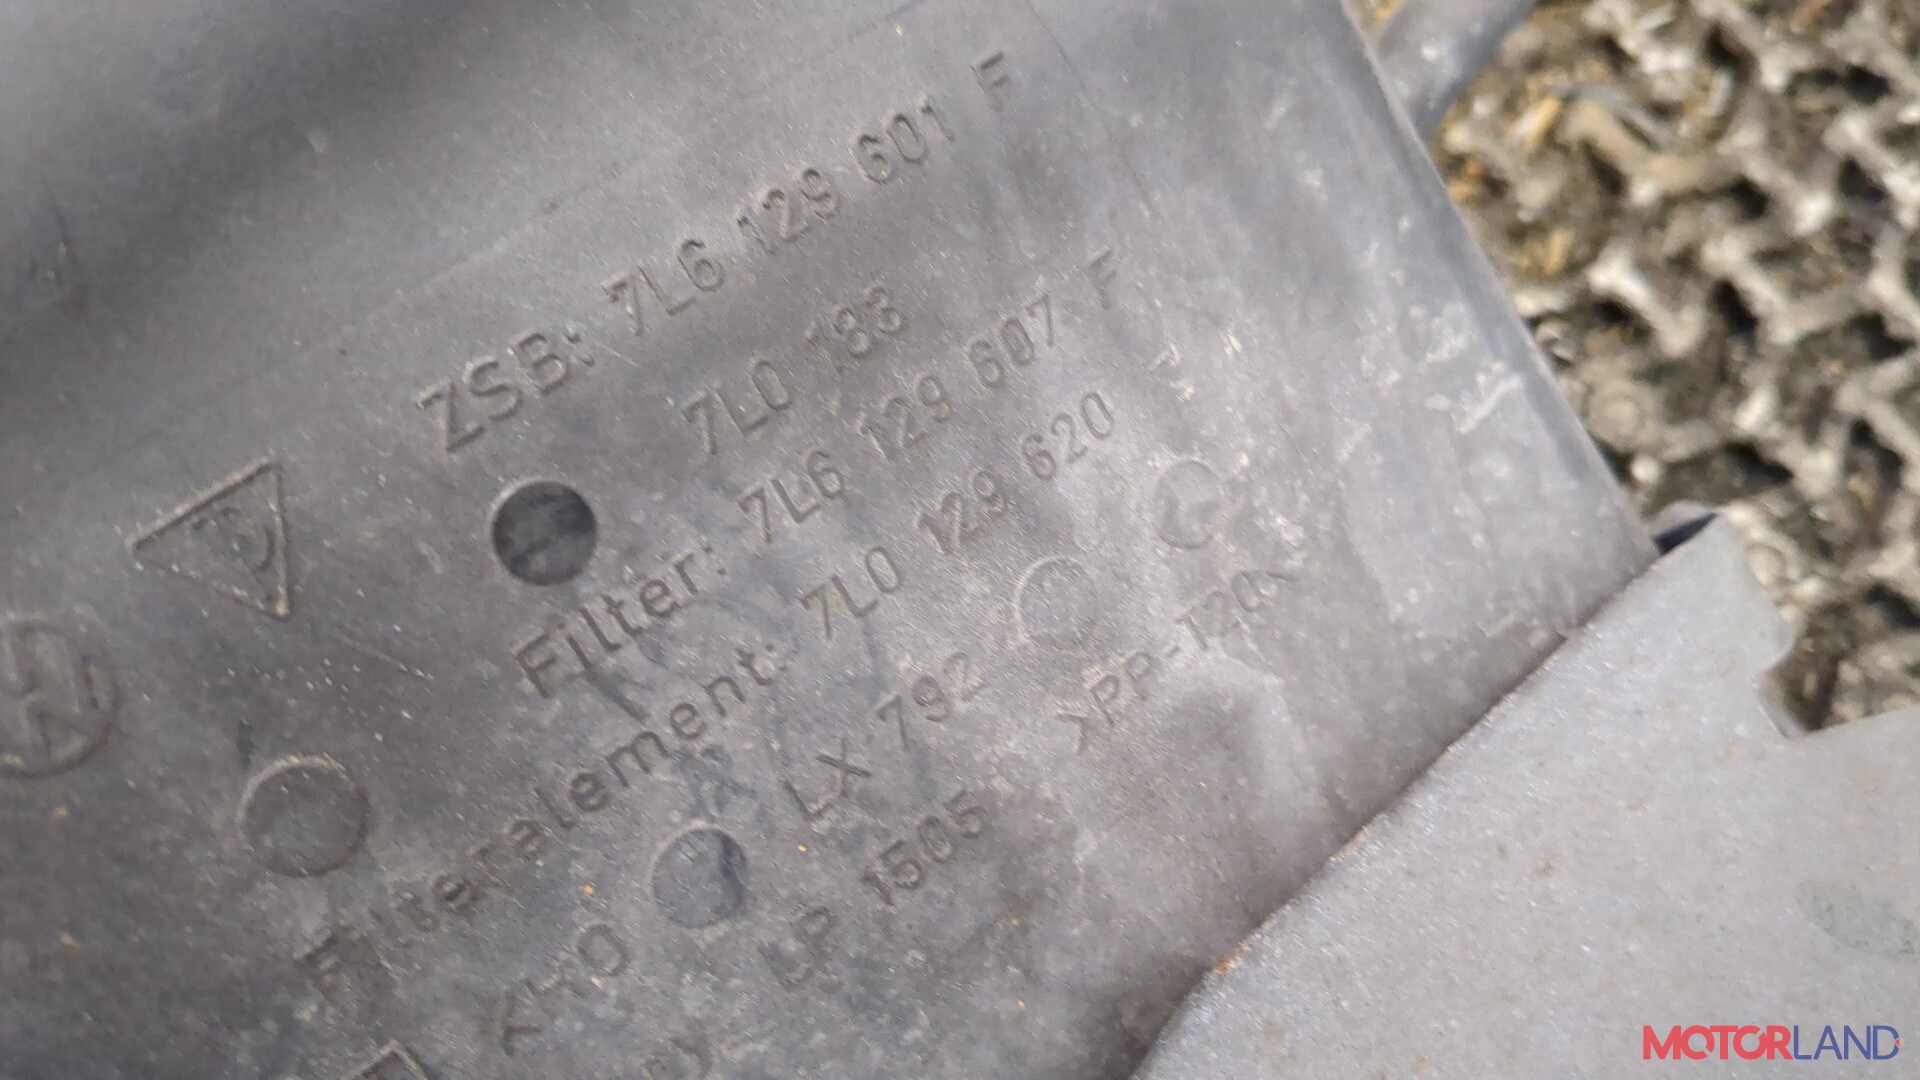 ZSB: 7L6 129 601 F
7L0 183
Filter: 7L6 129 607 F
Filterelement: 7L0 129 620
LX 792
LP 1505
>PP-T20<
MOTORLAND